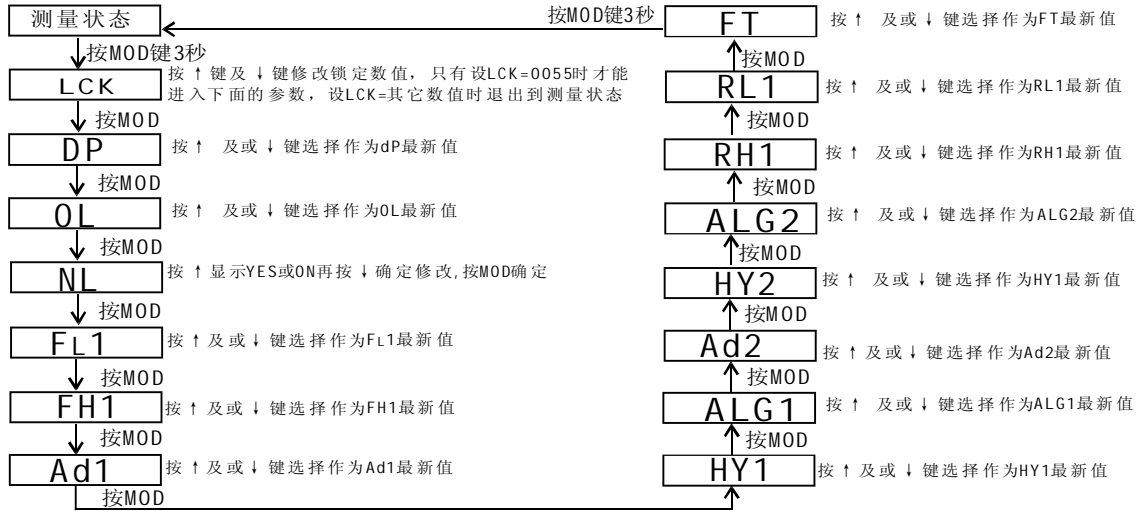 测量状态
按MOD键3秒
LCK
按↑键及↓键修改锁定数值，只有设LCK=0055时才能
进入下面的参数，设LCK=其它数值时退出到测量状态
按MOD
DP
按↑ 及或↓键选择作为dP最新值
按MOD
OL
按↑ 及或↓键选择作为OL最新值
按MOD
NL
按↑显示YES或ON再按↓确定修改,按MOD确定
按MOD
FL1
按↑及或↓键选择作为FL1最新值
按MOD
FH1
按↑及或↓键选择作为FH1最新值
按MOD
Ad1
按↑及或↓键选择作为Ad1最新值
按MOD
HY1
按↑及或↓键选择作为HY1最新值
按MOD
ALG1
按↑ 及或↓键选择作为ALG1最新值
按MOD
Ad2
按↑及或↓键选择作为Ad2最新值
按MOD
HY2
按↑ 及或↓键选择作为HY1最新值
按MOD
ALG2
按↑ 及或↓键选择作为ALG2最新值
按MOD
RH1
按↑ 及或↓键选择作为RH1最新值
按MOD
RL1
按↑ 及或↓键选择作为RL1最新值
按MOD
FT
按↑ 及或↓键选择作为FT最新值
按MOD键3秒